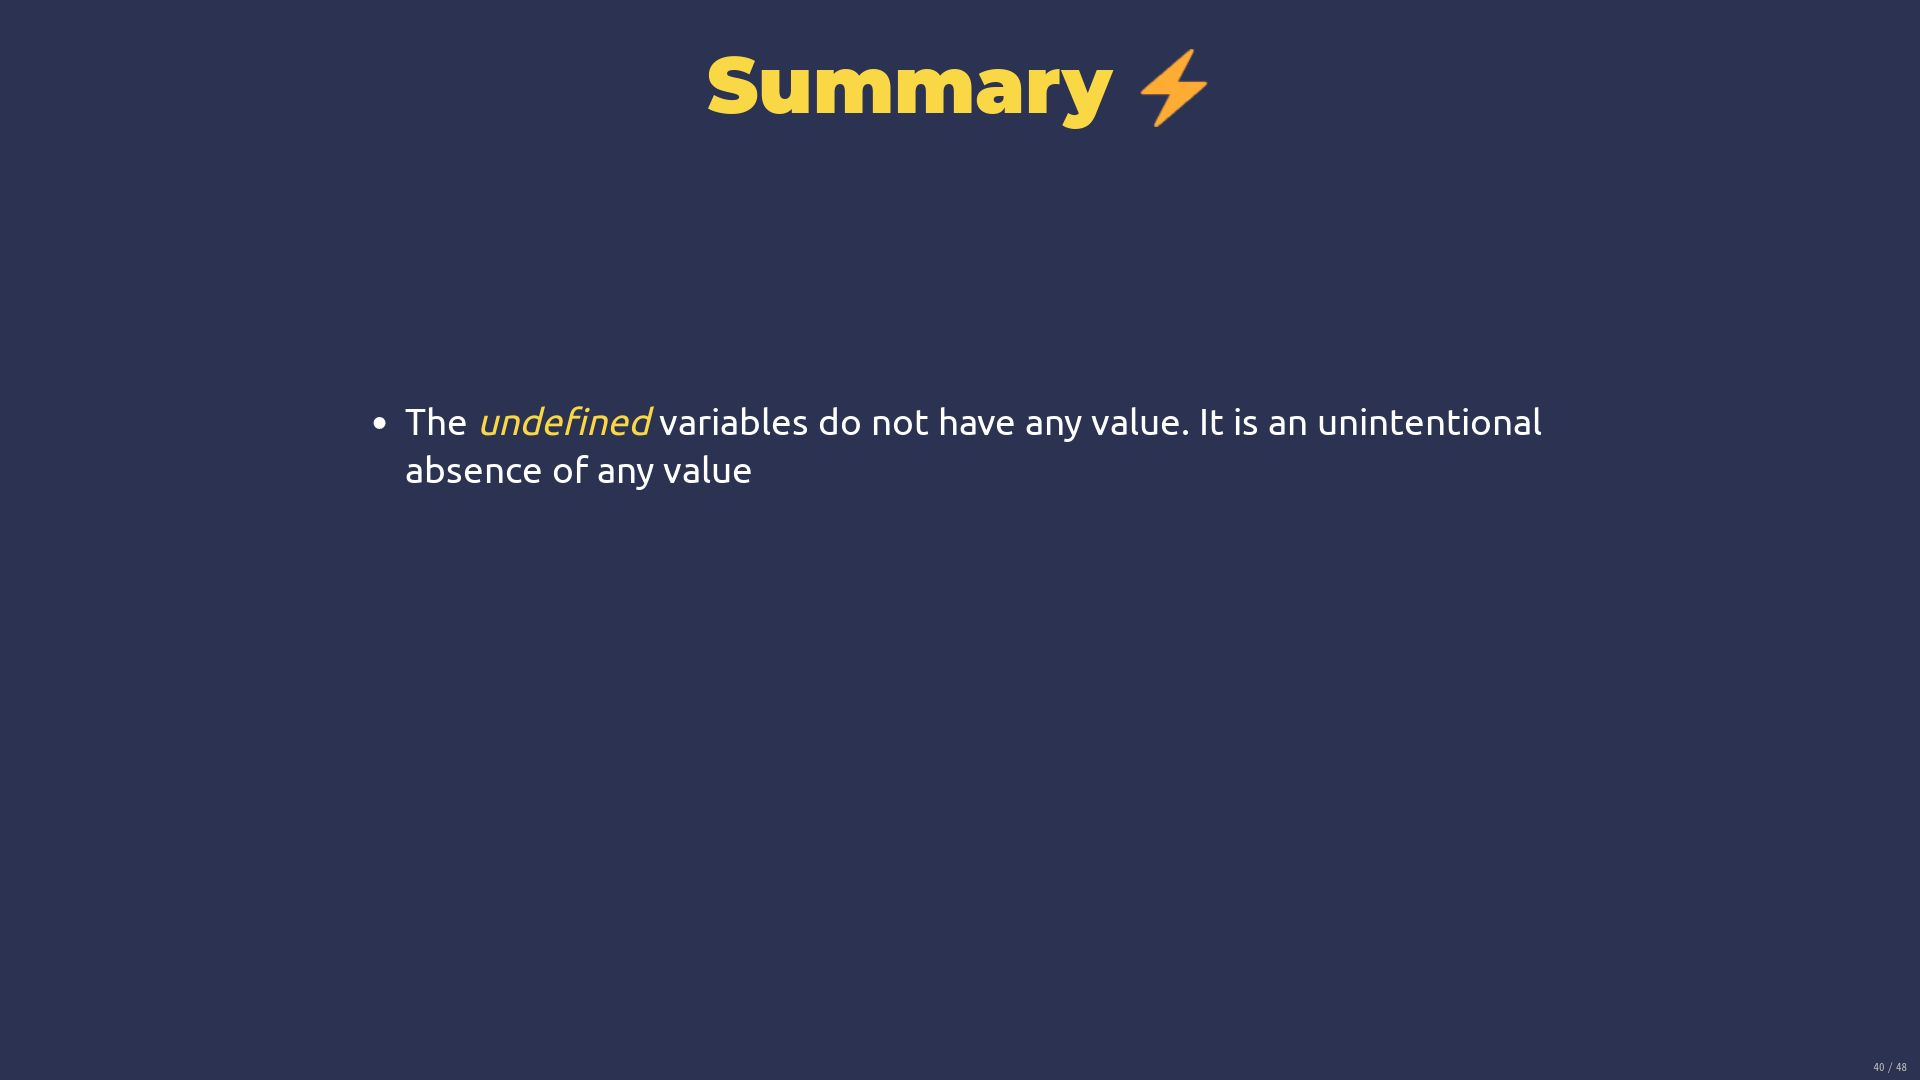 Summary ⚡
• The undefined variables do not have any value. It is an unintentional
absence of any value
40 / 48